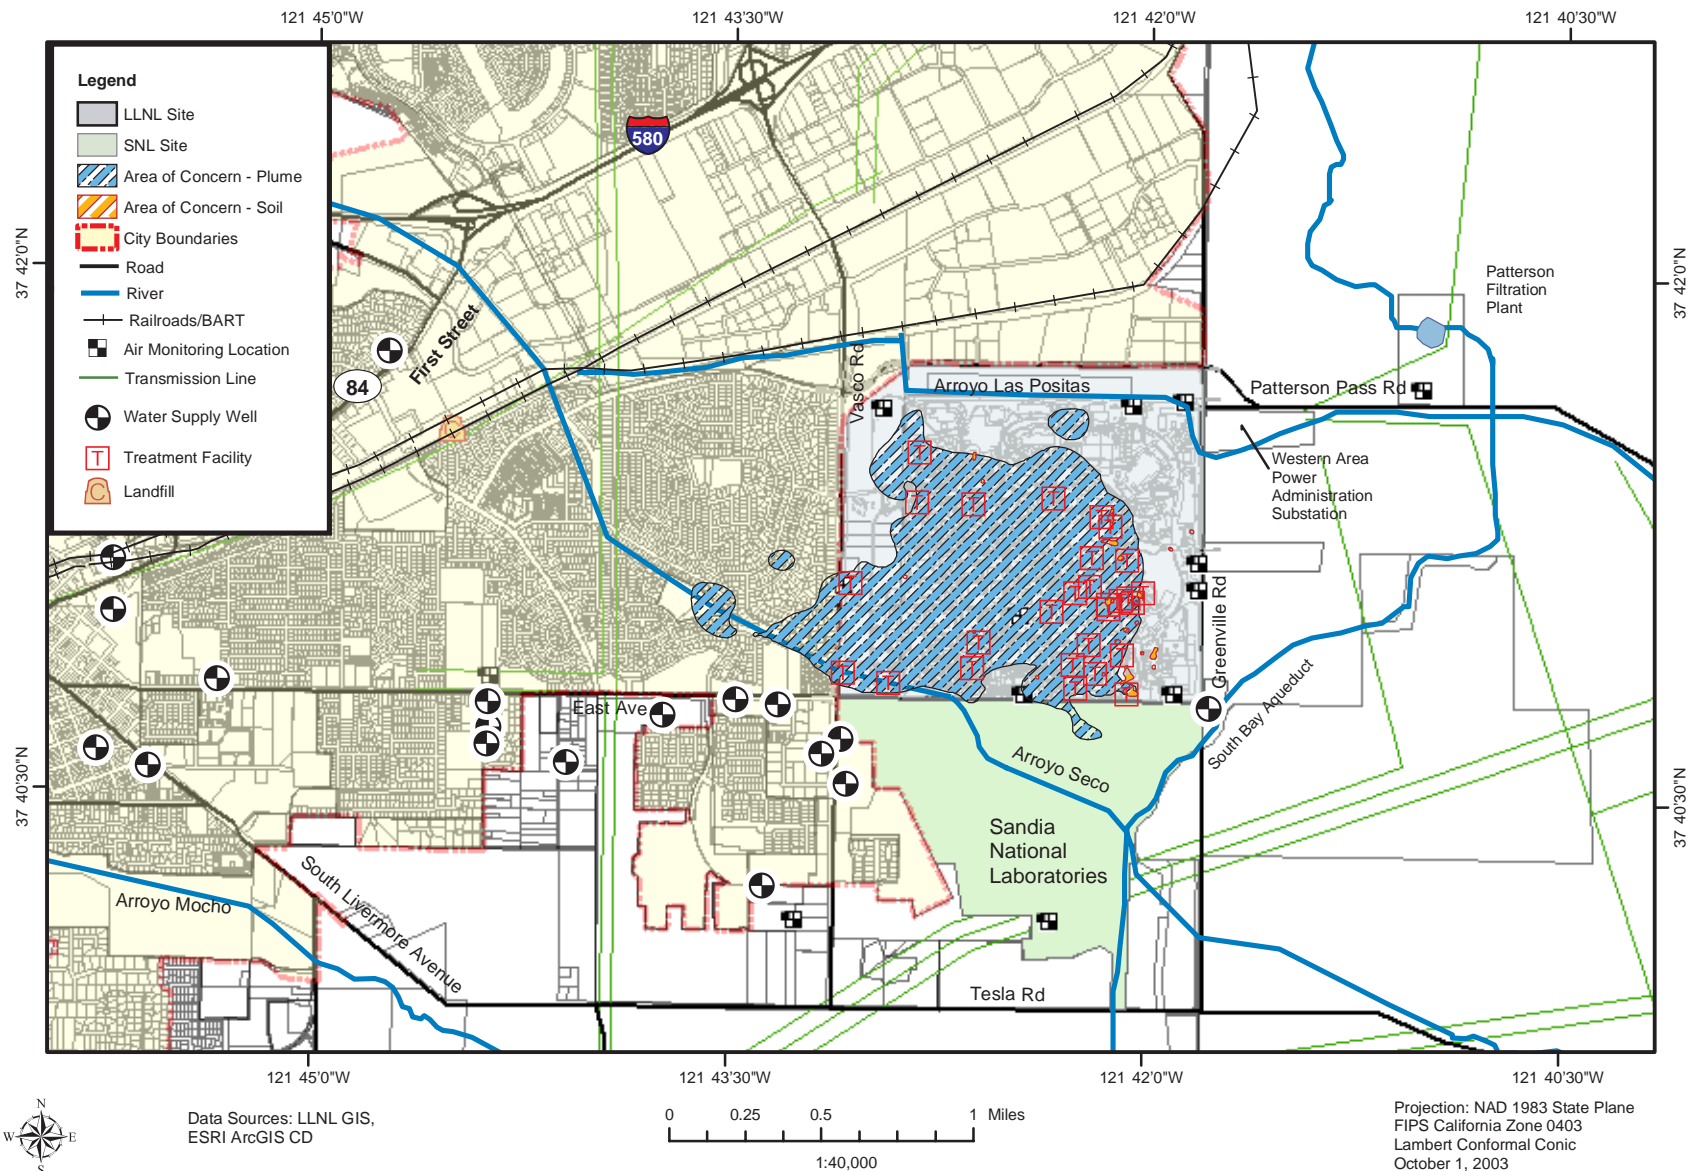 121 45'0"W
121 43'30"W
121 42'0"W
121 40'30"W
Legend
LLNL Site
SNL Site
Area of Concern - Plume
Area of Concern - Soil
City Boundaries
Road
River
Railroads/BART
Air Monitoring Location
Transmission Line
Water Supply Well
T
Treatment Facility
C
Landfill
580
37 42'0"N
37 42'0"N
Patterson
Filtration
Plant
First Street
84
Vasco Rd
Arroyo Las Positas
Patterson Pass Rd
Western Area
Power
Administration
Substation
Greenville Rd
East Ave
South Bay Aqueduct
Arroyo Seco
37 40'30"N
37 40'30"N
Sandia
National
Laboratories
South Livermore Avenue
Arroyo Mocho
Tesla Rd
121 45'0"W
121 43'30"W
121 42'0"W
121 40'30"W
N
W
E
S
Data Sources: LLNL GIS,
ESRI ArcGIS CD
0 0.25 0.5 1 Miles
1:40,000
Projection: NAD 1983 State Plane
FIPS California Zone 0403
Lambert Conformal Conic
October 1, 2003